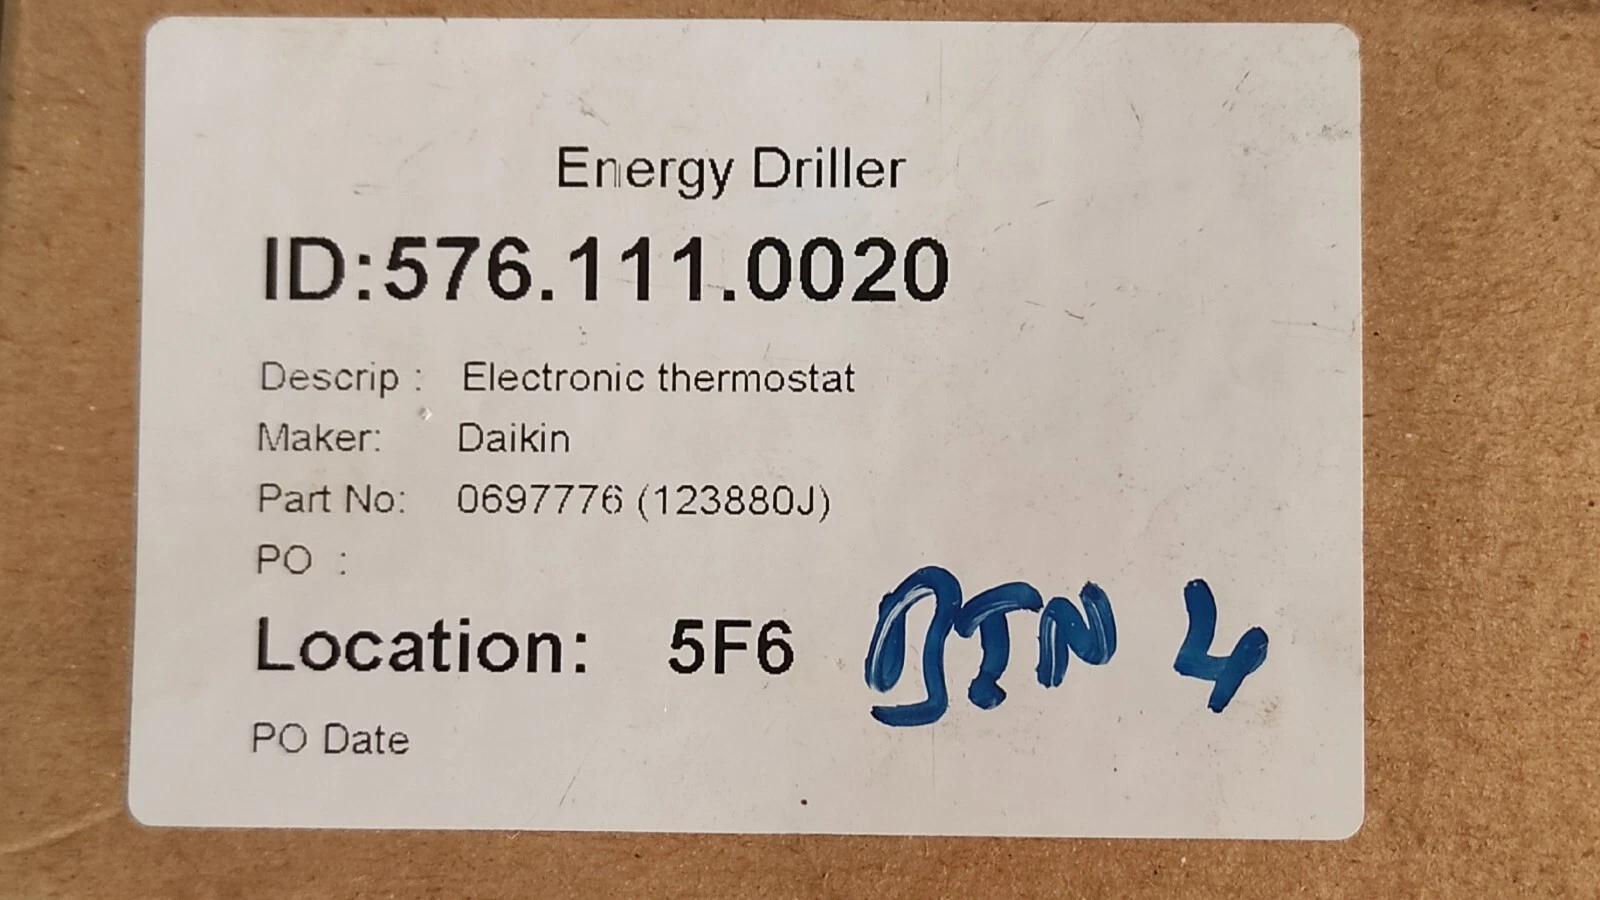 Energy Driller
ID:576.111.0020
Descrip : Electronic thermostat
Maker: Daikin
Part No: 0697776 (123880J)
PO :
Location: 5F6 BIN 4
PO Date